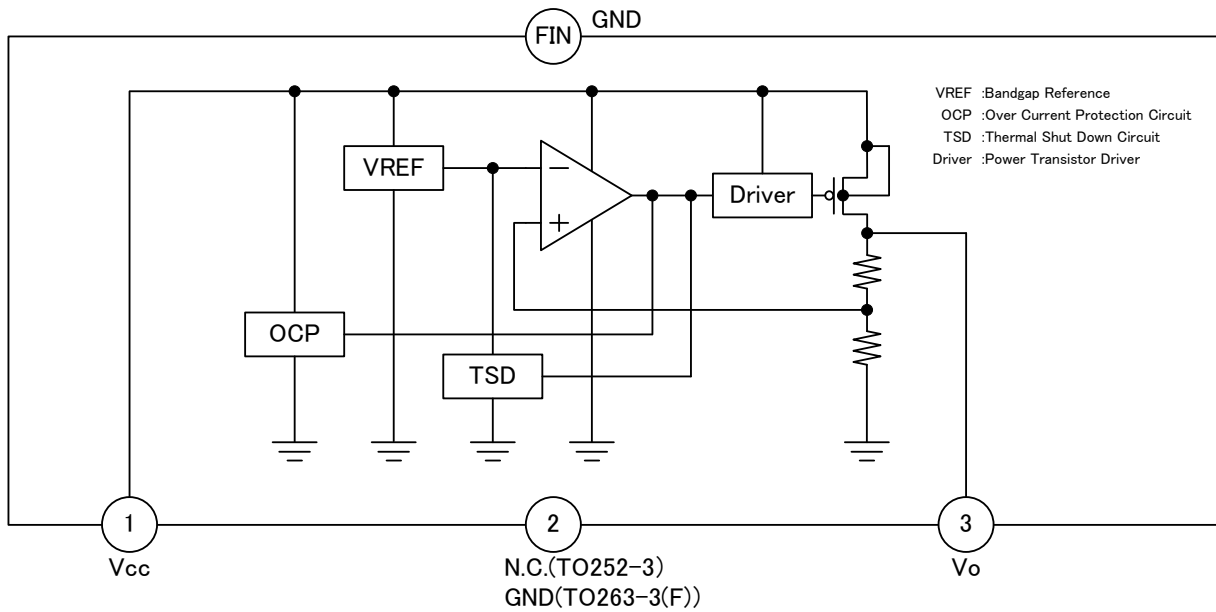 FIN
GND
VREF :Bandgap Reference
OCP :Over Current Protection Circuit
TSD :Thermal Shut Down Circuit
Driver :Power Transistor Driver
VREF
−
+
Driver
OCP
TSD
1
2
3
Vcc
N.C.(TO252-3)
GND(TO263-3(F))
Vo